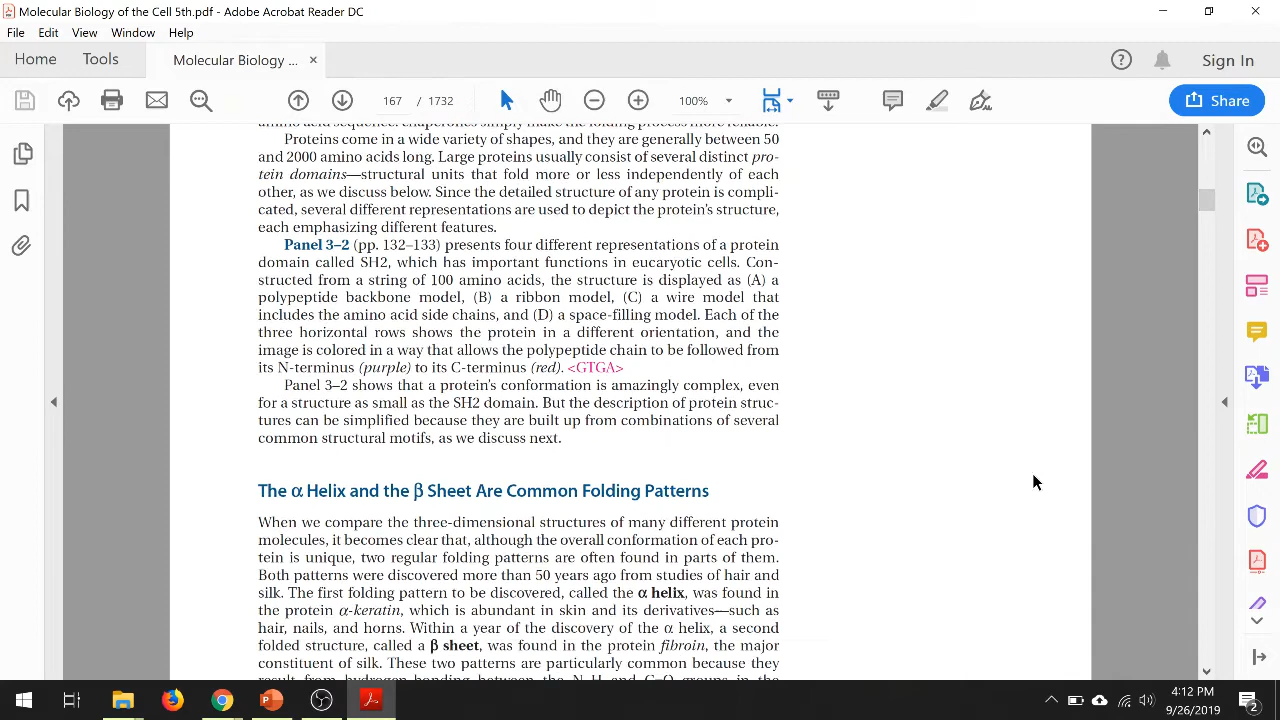 Molecular Biology of the Cell 5th.pdf - Adobe Acrobat Reader DC
File Edit View Window Help
Home Tools Molecular Biology ... × Sign In
167 / 1732 100% Share
amino acid sequence. Chaperones simply make the folding process more reliable.
Proteins come in a wide variety of shapes, and they are generally between 50
and 2000 amino acids long. Large proteins usually consist of several distinct pro-
tein domains—structural units that fold more or less independently of each
other, as we discuss below. Since the detailed structure of any protein is compli-
cated, several different representations are used to depict the protein's structure,
each emphasizing different features.
Panel 3–2 (pp. 132–133) presents four different representations of a protein
domain called SH2, which has important functions in eucaryotic cells. Con-
structed from a string of 100 amino acids, the structure is displayed as (A) a
polypeptide backbone model, (B) a ribbon model, (C) a wire model that
includes the amino acid side chains, and (D) a space-filling model. Each of the
three horizontal rows shows the protein in a different orientation, and the
image is colored in a way that allows the polypeptide chain to be followed from
its N-terminus (purple) to its C-terminus (red). <GTGA>
Panel 3–2 shows that a protein's conformation is amazingly complex, even
for a structure as small as the SH2 domain. But the description of protein struc-
tures can be simplified because they are built up from combinations of several
common structural motifs, as we discuss next.
The α Helix and the β Sheet Are Common Folding Patterns
When we compare the three-dimensional structures of many different protein
molecules, it becomes clear that, although the overall conformation of each pro-
tein is unique, two regular folding patterns are often found in parts of them.
Both patterns were discovered more than 50 years ago from studies of hair and
silk. The first folding pattern to be discovered, called the α helix, was found in
the protein α-keratin, which is abundant in skin and its derivatives—such as
hair, nails, and horns. Within a year of the discovery of the α helix, a second
folded structure, called a β sheet, was found in the protein fibroin, the major
constituent of silk. These two patterns are particularly common because they
result from hydrogen-bonding between the N–H and C=O groups in the
4:12 PM
9/26/2019
2